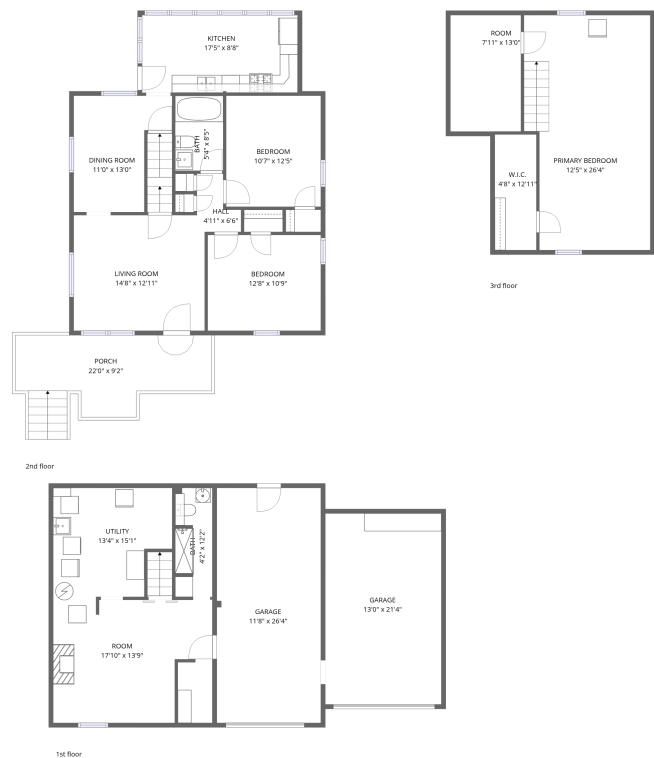 KITCHEN
17'5" x 8'8"
DINING ROOM
11'0" x 13'0"
BATH
5'4" x 8'5"
BEDROOM
10'7" x 12'5"
HALL
4'11" x 6'6"
LIVING ROOM
14'8" x 12'11"
BEDROOM
12'8" x 10'9"
PORCH
22'0" x 9'2"
2nd floor
ROOM
7'11" x 13'0"
PRIMARY BEDROOM
12'5" x 26'4"
W.I.C.
4'8" x 12'11"
3rd floor
UTILITY
13'4" x 15'1"
BATH
4'2" x 12'2"
ROOM
17'10" x 13'9"
GARAGE
11'8" x 26'4"
GARAGE
13'0" x 21'4"
1st floor